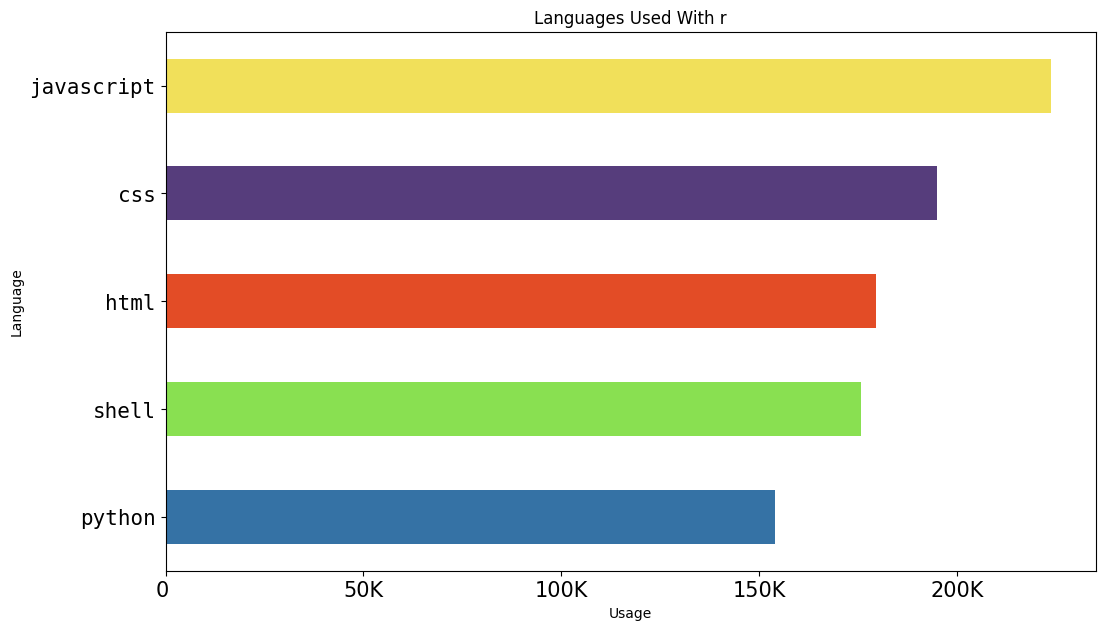 Languages Used With r
javascript
css
html
shell
python
Language
0 50K 100K 150K 200K
Usage